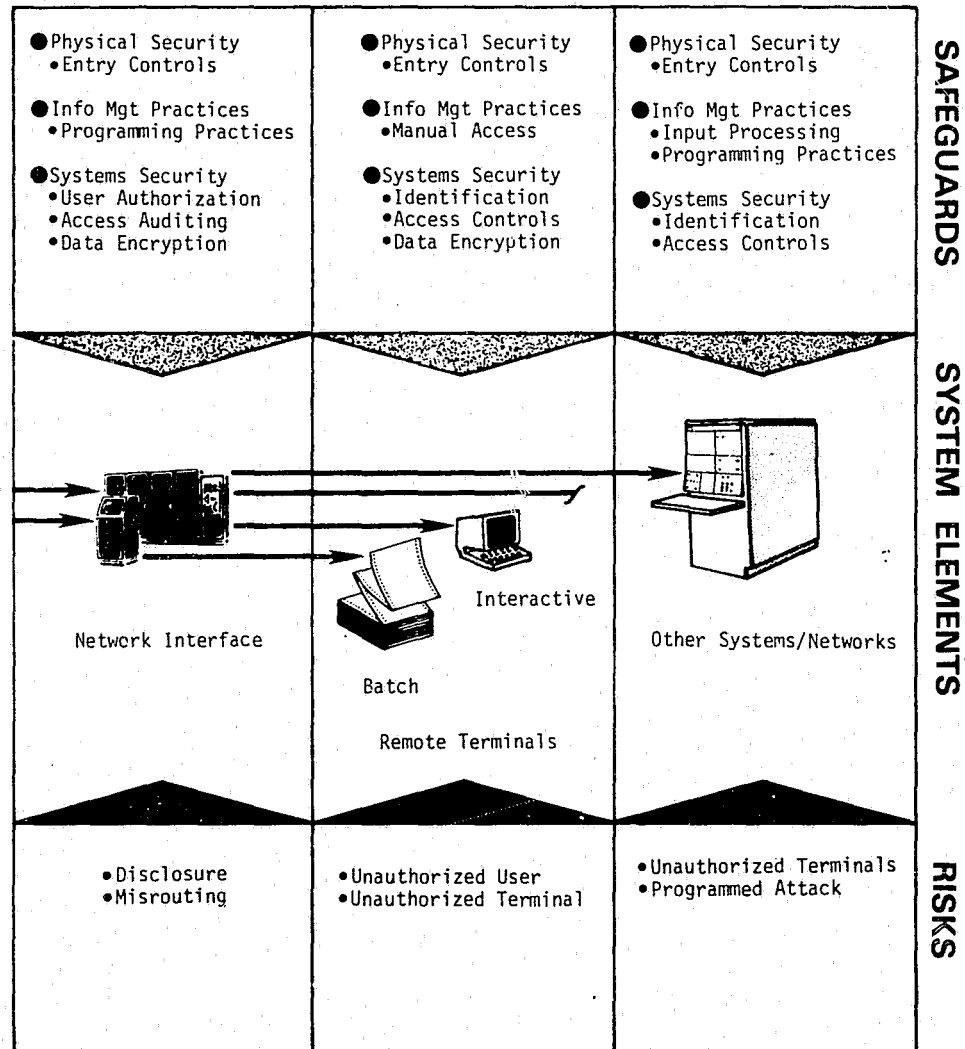 ●Physical Security
•Entry Controls
●Info Mgt Practices
•Programming Practices
●Systems Security
•User Authorization
•Access Auditing
•Data Encryption
●Physical Security
•Entry Controls
●Info Mgt Practices
•Manual Access
●Systems Security
•Identification
•Access Controls
•Data Encryption
●Physical Security
•Entry Controls
●Info Mgt Practices
•Input Processing
•Programming Practices
●Systems Security
•Identification
•Access Controls
SAFEGUARDS
Network Interface
Interactive
Batch
Remote Terminals
Other Systems/Networks
SYSTEM ELEMENTS
•Disclosure
•Misrouting
•Unauthorized User
•Unauthorized Terminal
•Unauthorized Terminals
•Programmed Attack
RISKS